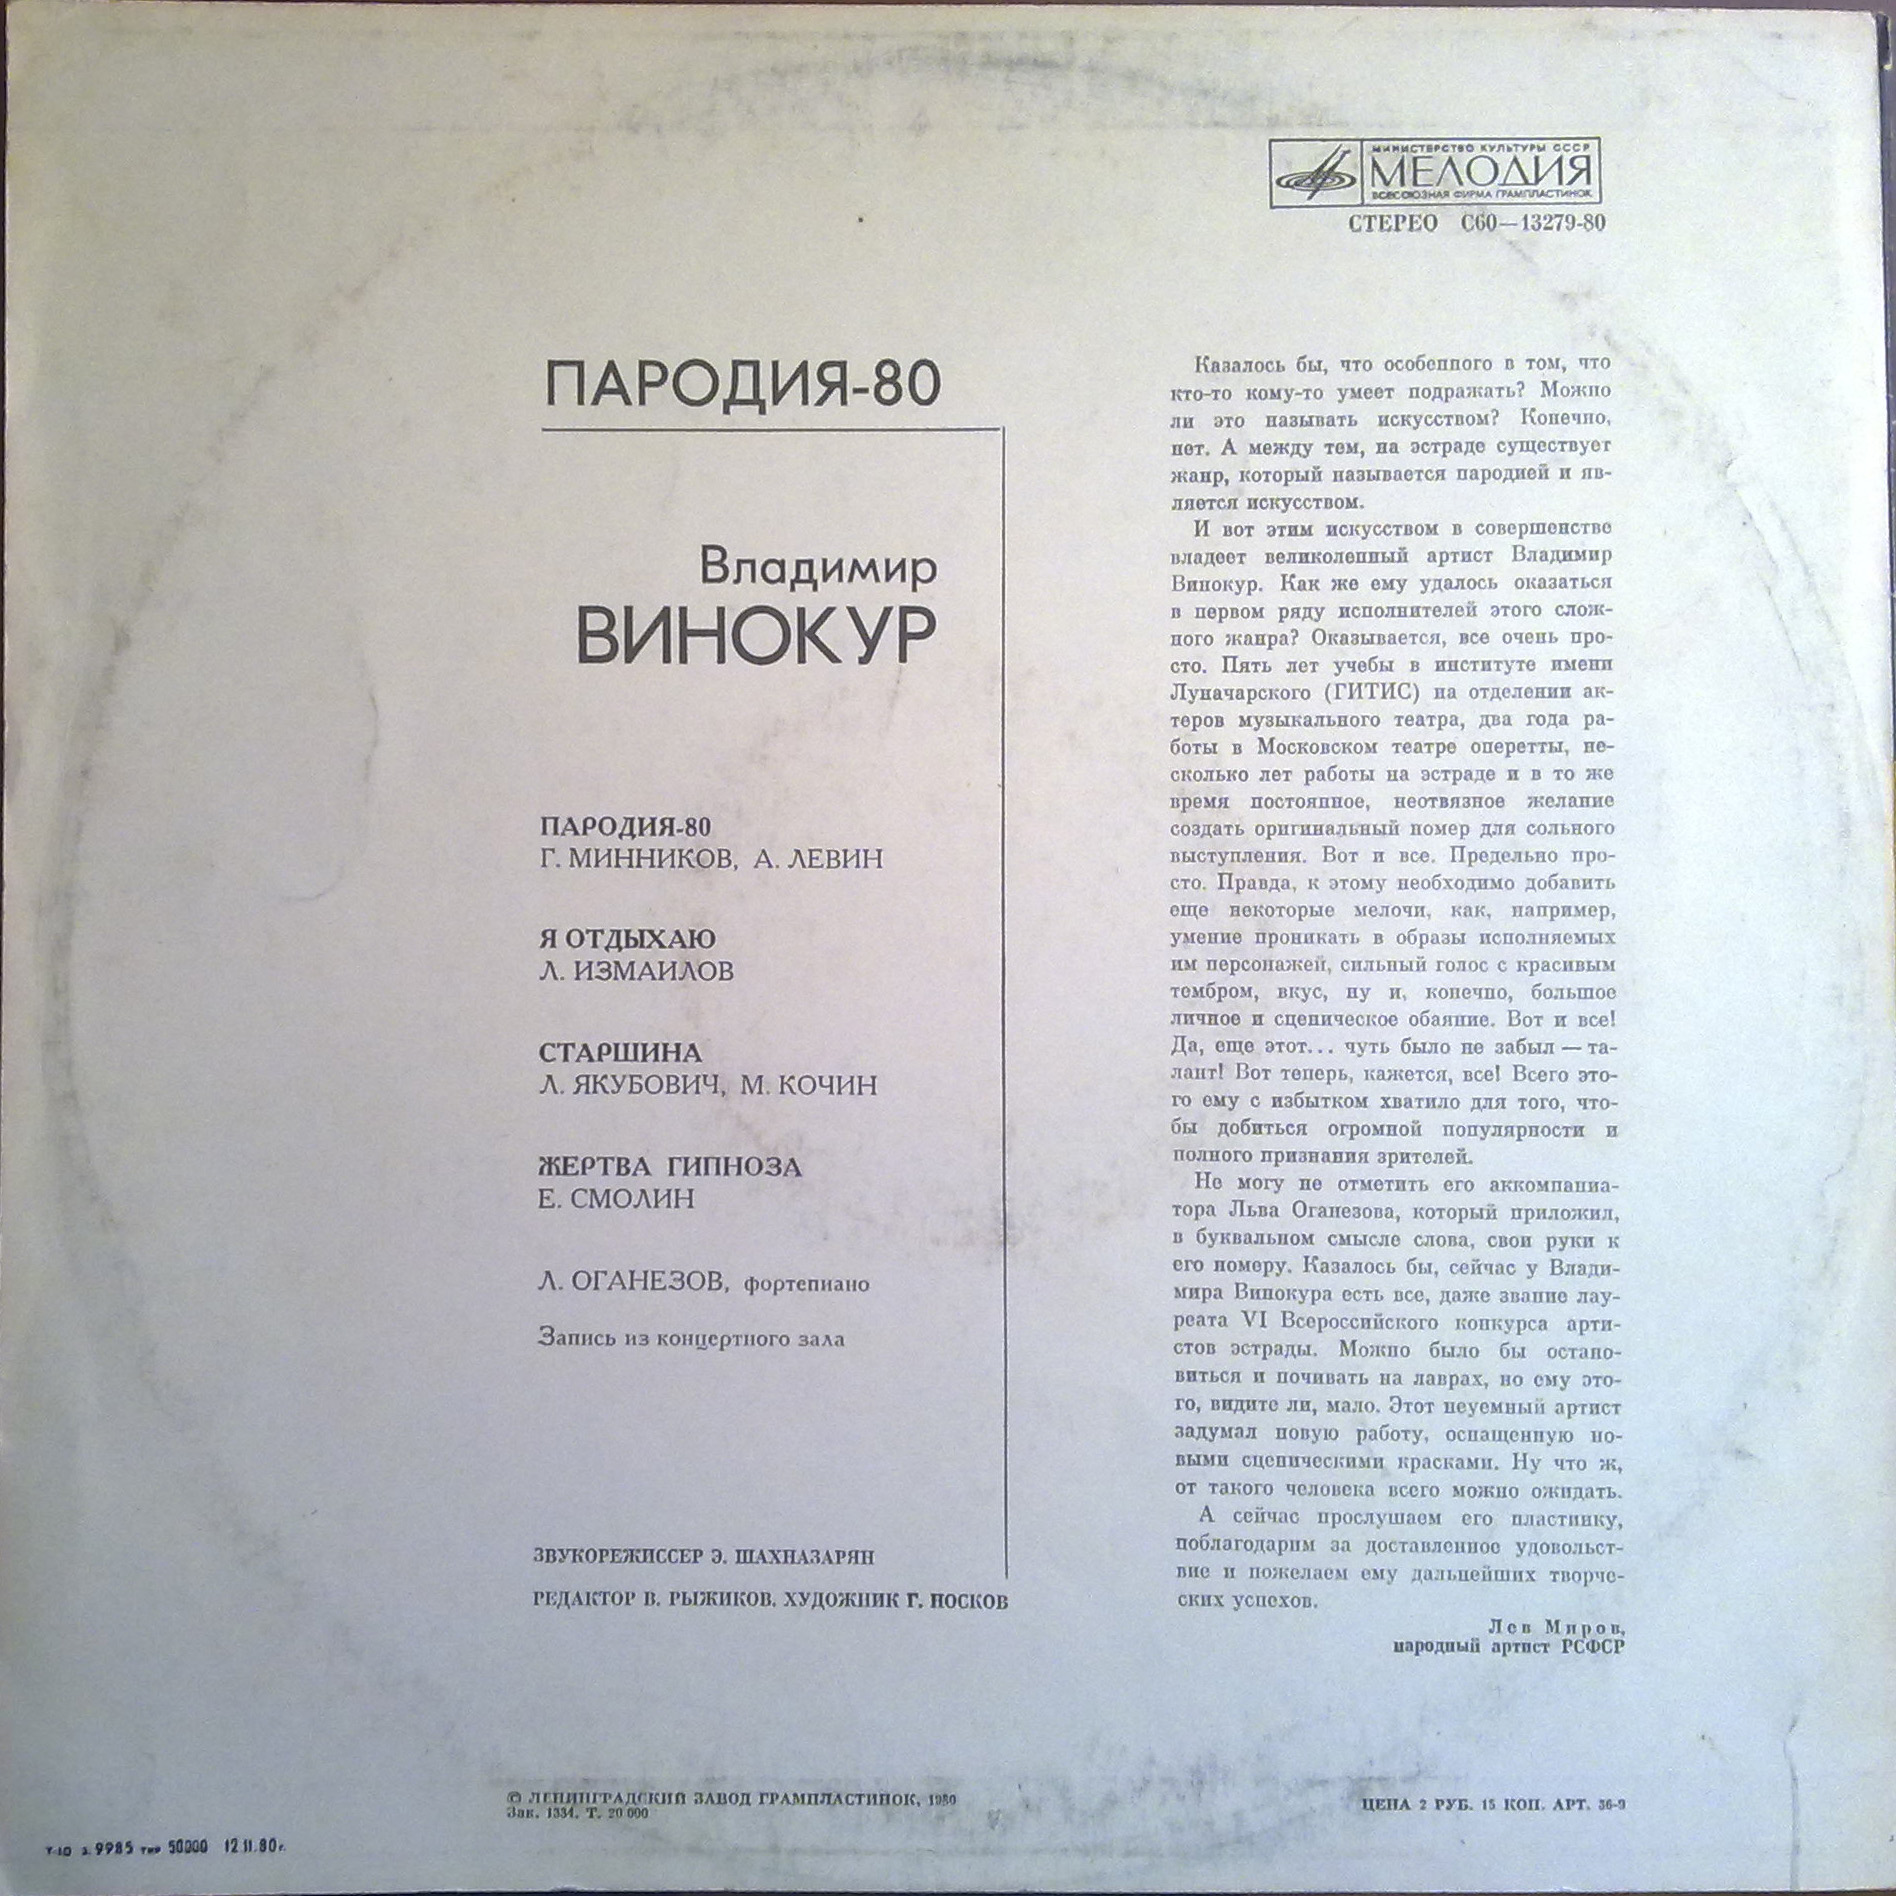 МИНИСТЕРСТВО КУЛЬТУРЫ СССР
МЕЛОДИЯ
ВСЕСОЮЗНАЯ ФИРМА ГРАМПЛАСТИНОК
СТЕРЕО С60—13279-80
ПАРОДИЯ-80
Владимир
ВИНОКУР
ПАРОДИЯ-80
Г. МИННИКОВ, А. ЛЕВИН
Я ОТДЫХАЮ
Л. ИЗМАИЛОВ
СТАРШИНА
Л. ЯКУБОВИЧ, М. КОЧИН
ЖЕРТВА ГИПНОЗА
Е. СМОЛИН
Л. ОГАНЕЗОВ, фортепиано
Запись из концертного зала
ЗВУКОРЕЖИССЕР Э. ШАХНАЗАРЯН
РЕДАКТОР В. РЫЖИКОВ. ХУДОЖНИК Г. НОСКОВ
Казалось бы, что особенного в том, что
кто-то кому-то умеет подражать? Можно
ли это называть искусством? Конечно,
нет. А между тем, на эстраде существует
жанр, который называется пародией и яв-
ляется искусством.
И вот этим искусством в совершенстве
владеет великолепный артист Владимир
Винокур. Как же ему удалось оказаться
в первом ряду исполнителей этого слож-
ного жанра? Оказывается, все очень про-
сто. Пять лет учебы в институте имени
Луначарского (ГИТИС) на отделении ак-
теров музыкального театра, два года ра-
боты в Московском театре оперетты, не-
сколько лет работы на эстраде и в то же
время постоянное, неотвязное желание
создать оригинальный номер для сольного
выступления. Вот и все. Предельно про-
сто. Правда, к этому необходимо добавить
еще некоторые мелочи, как, например,
умение проникать в образы исполняемых
им персонажей, сильный голос с красивым
тембром, вкус, ну и, конечно, большое
личное и сценическое обаяние. Вот и все!
Да, еще этот... чуть было не забыл — та-
лант! Вот теперь, кажется, все! Всего это-
го ему с избытком хватило для того, что-
бы добиться огромной популярности и
полного признания зрителей.
Не могу не отметить его аккомпаниа-
тора Льва Оганезова, который приложил,
в буквальном смысле слова, свои руки к
его номеру. Казалось бы, сейчас у Влади-
мира Винокура есть все, даже звание лау-
реата VI Всероссийского конкурса арти-
стов эстрады. Можно было бы остано-
виться и почивать на лаврах, но ему это-
го, видите ли, мало. Этот неуемный артист
задумал новую работу, оснащенную но-
выми сценическими красками. Ну что ж,
от такого человека всего можно ожидать.
А сейчас прослушаем его пластинку,
поблагодарим за доставленное удовольст-
вие и пожелаем ему дальнейших творче-
ских успехов.
Лев Миров,
народный артист РСФСР
© ЛЕНИНГРАДСКИЙ ЗАВОД ГРАМПЛАСТИНОК, 1980
Зак. 1334. Т. 20 000
ЦЕНА 2 РУБ. 15 КОП. АРТ. 36-9
т-10 з. 9985 тир 50000 12 11.80г.